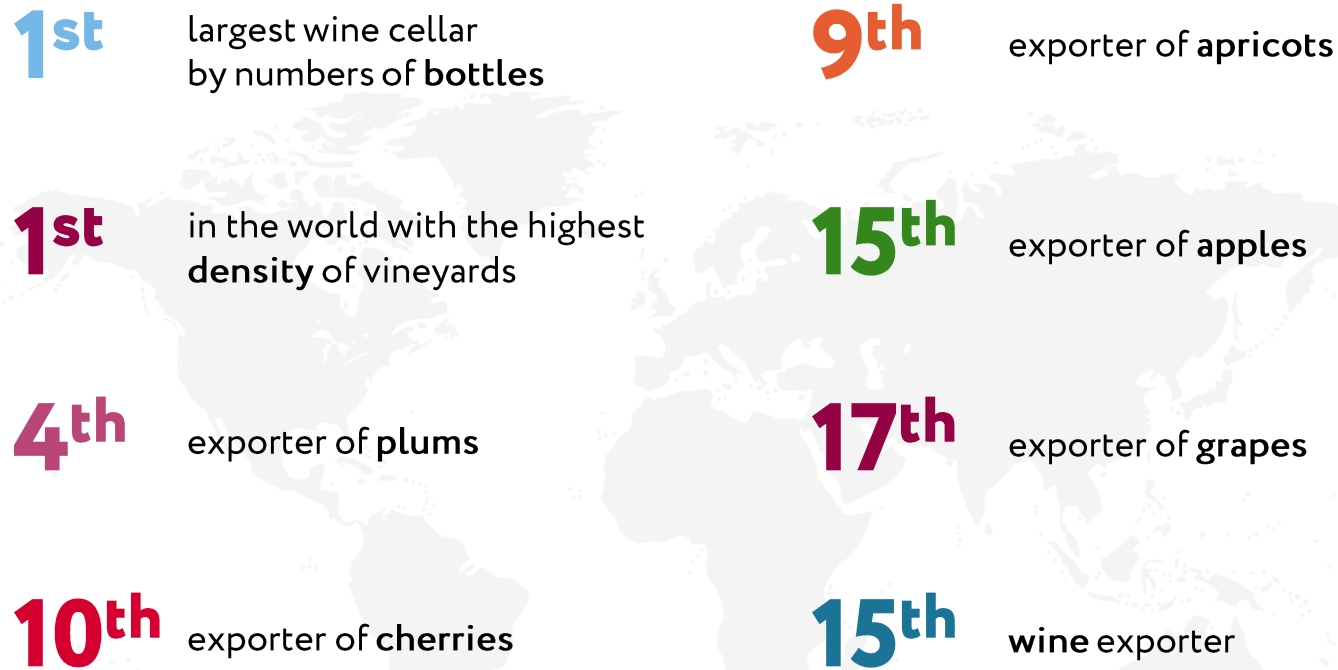 1st
largest wine cellar
by numbers of bottles
1st
in the world with the highest
density of vineyards
4th
exporter of plums
10th
exporter of cherries
9th
exporter of apricots
15th
exporter of apples
17th
exporter of grapes
15th
wine exporter